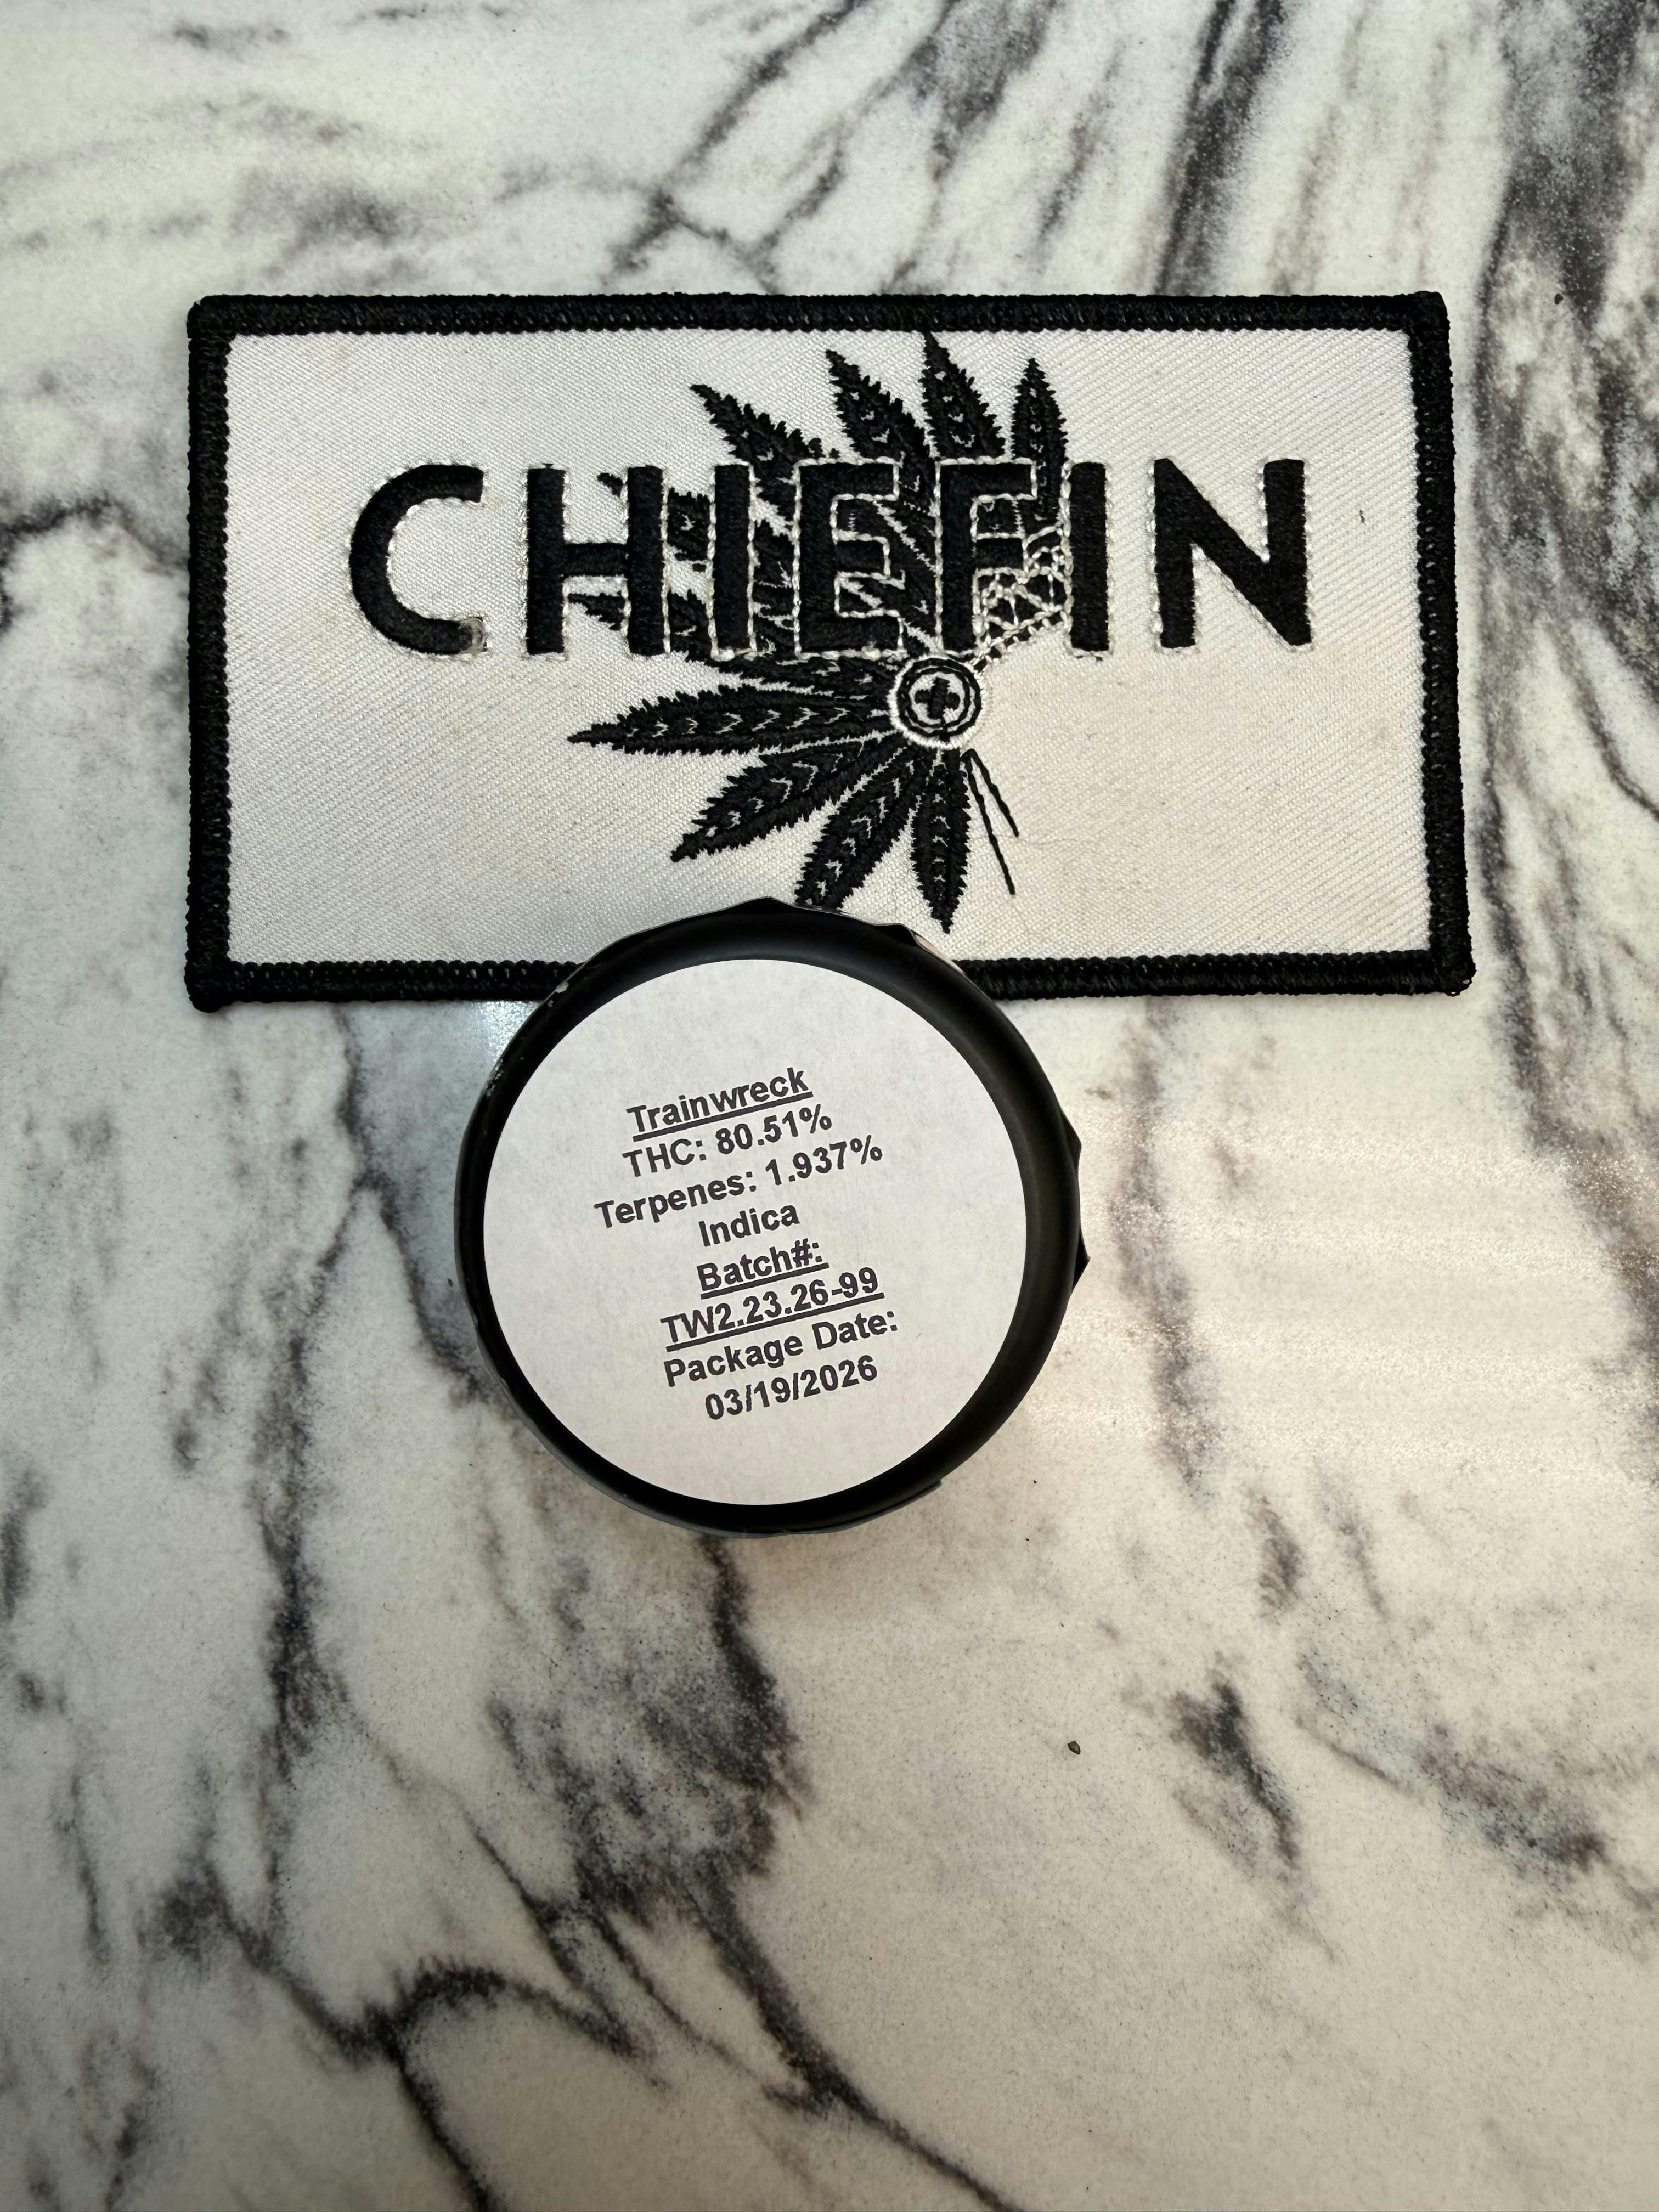 CHIEFIN
Trainwreck
THC: 80.51%
Terpenes: 1.937%
Indica
Batch#:
TW2.23.26-99
Package Date:
03/19/2026